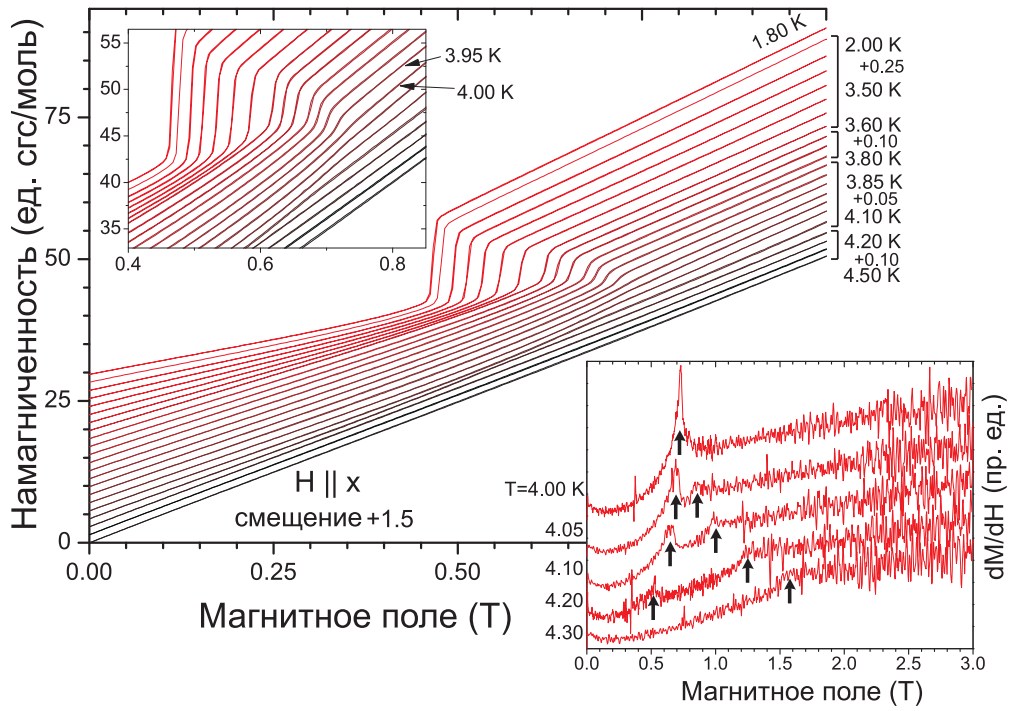 Намагниченность (ед. сгс/моль)
75
50
25
0
0.00
0.25
0.50
Магнитное поле (T)
H || x
смещение +1.5
55
50
45
40
35
0.4
0.6
0.8
3.95 K
4.00 K
1.80 K
2.00 K
+0.25
3.50 K
3.60 K
+0.10
3.80 K
3.85 K
+0.05
4.10 K
4.20 K
+0.10
4.50 K
T=4.00 K
4.05
4.10
4.20
4.30
0.0
0.5
1.0
1.5
2.0
2.5
3.0
Магнитное поле (T)
dM/dH (пр. ед.)